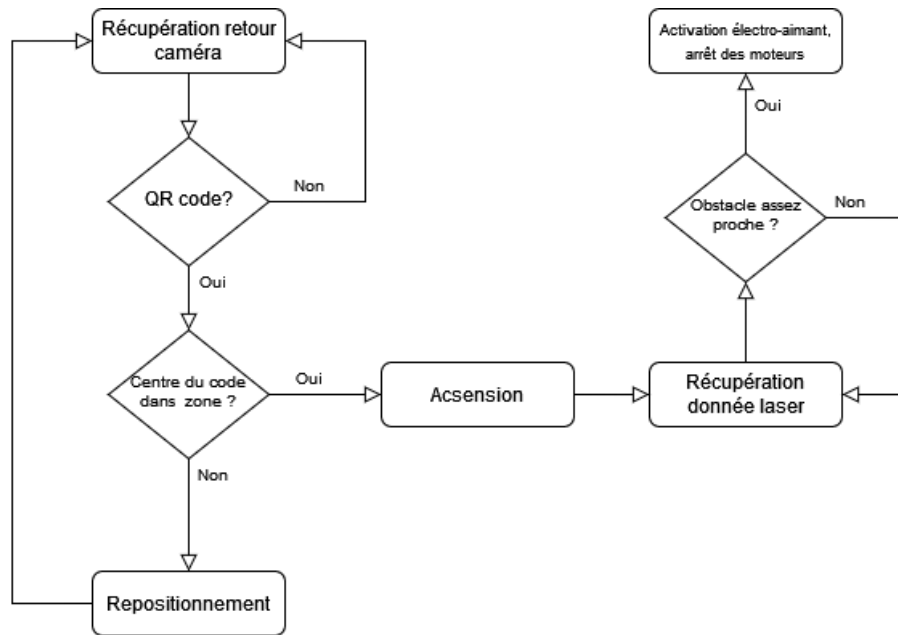 Récupération retour
caméra
QR code?
Non
Oui
Centre du code
dans zone ?
Oui
Non
Repositionnement
Acsension
Récupération
donnée laser
Obstacle assez
proche ?
Non
Oui
Activation électro-aimant,
arrêt des moteurs